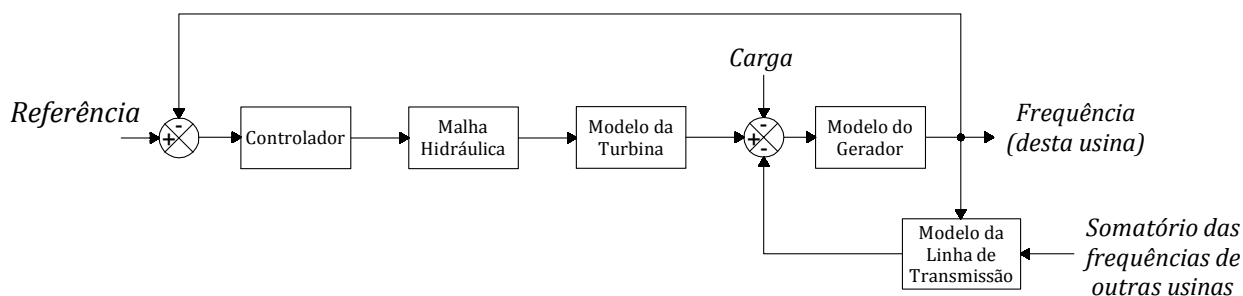 Carga
Referência
-
+
Controlador
Malha
Hidráulica
Modelo da
Turbina
-
+
-
Modelo do
Gerador
Frequência
(desta usina)
Modelo da
Linha de
Transmissão
Somatório das
frequências de
outras usinas